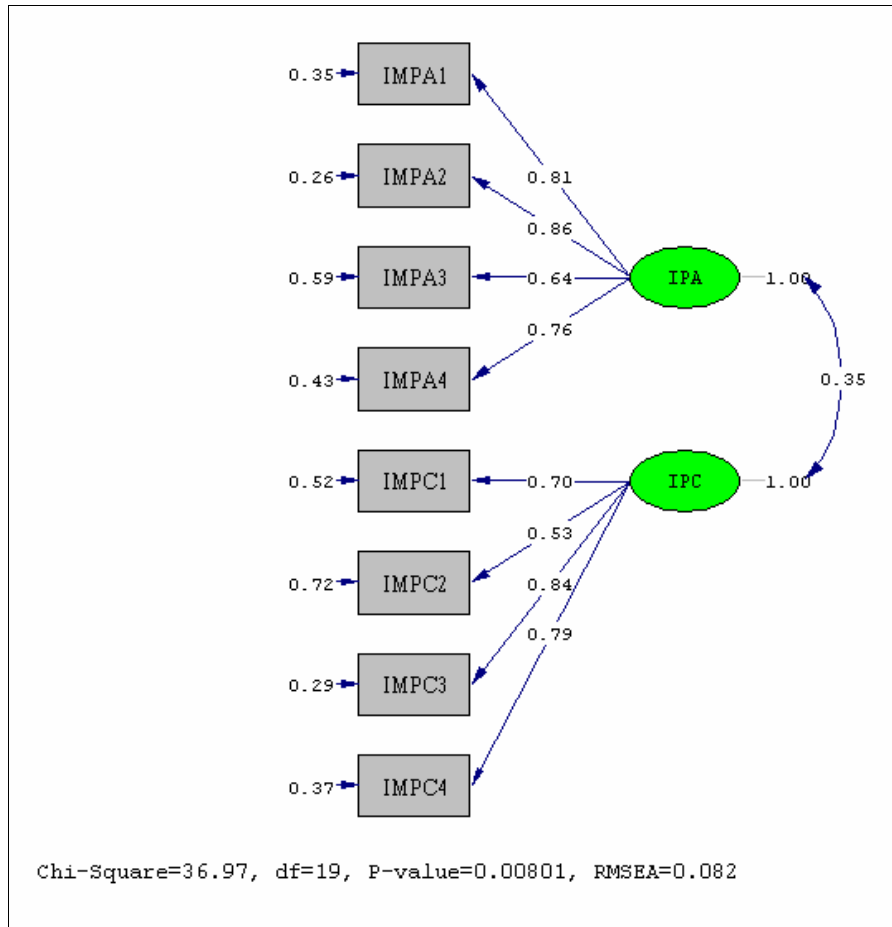 0.35 IMPA1
0.26 IMPA2 0.81
0.86
0.59 IMPA3 0.64 IPA 1.00
0.76
0.43 IMPA4 0.35
0.52 IMPC1 0.70 IPC 1.00
0.53
0.72 IMPC2 0.84
0.79
0.29 IMPC3
0.37 IMPC4
Chi-Square=36.97, df=19, P-value=0.00801, RMSEA=0.082